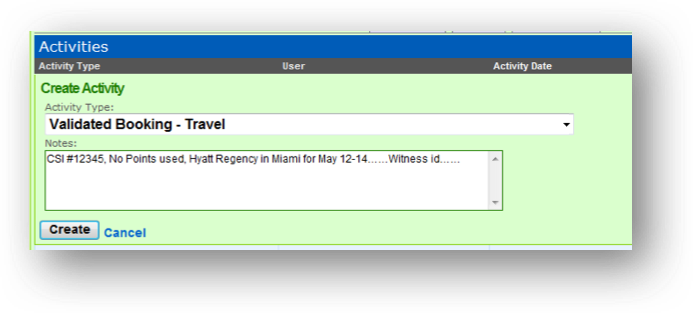 Activities
Activity Type User Activity Date
Create Activity
Activity Type:
Validated Booking - Travel
Notes:
CSI #12345, No Points used, Hyatt Regency in Miami for May 12-14……Witness id……
Create Cancel